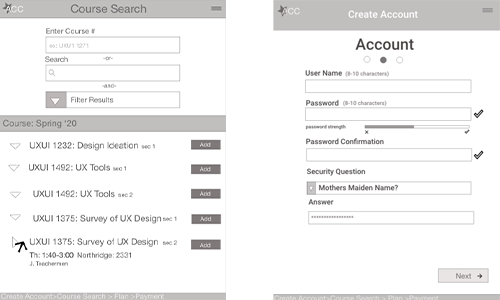 ACC
Course Search
Enter Course #
ex: UXUI 1271
-or-
Search
-and-
Filter Results
Course: Spring '20
UXUI 1232: Design Ideation sec 1
Add
UXUI 1492: UX Tools sec 1
Add
UXUI 1492: UX Tools sec 2
Add
UXUI 1375: Survey of UX Design sec 1
Add
UXUI 1375: Survey of UX Design sec 2
Add
Th: 1:40-3:00 Northridge: 2331
J. Teachermen
Create Account>Course Search > Plan >Payment
ACC
Create Account
Account
User Name (8-10 characters)
Password (8-10 characters)
password strength
Password Confirmation
Security Question
Mothers Maiden Name?
Answer
****************
Next
Create Account>Course Search > Plan >Payment